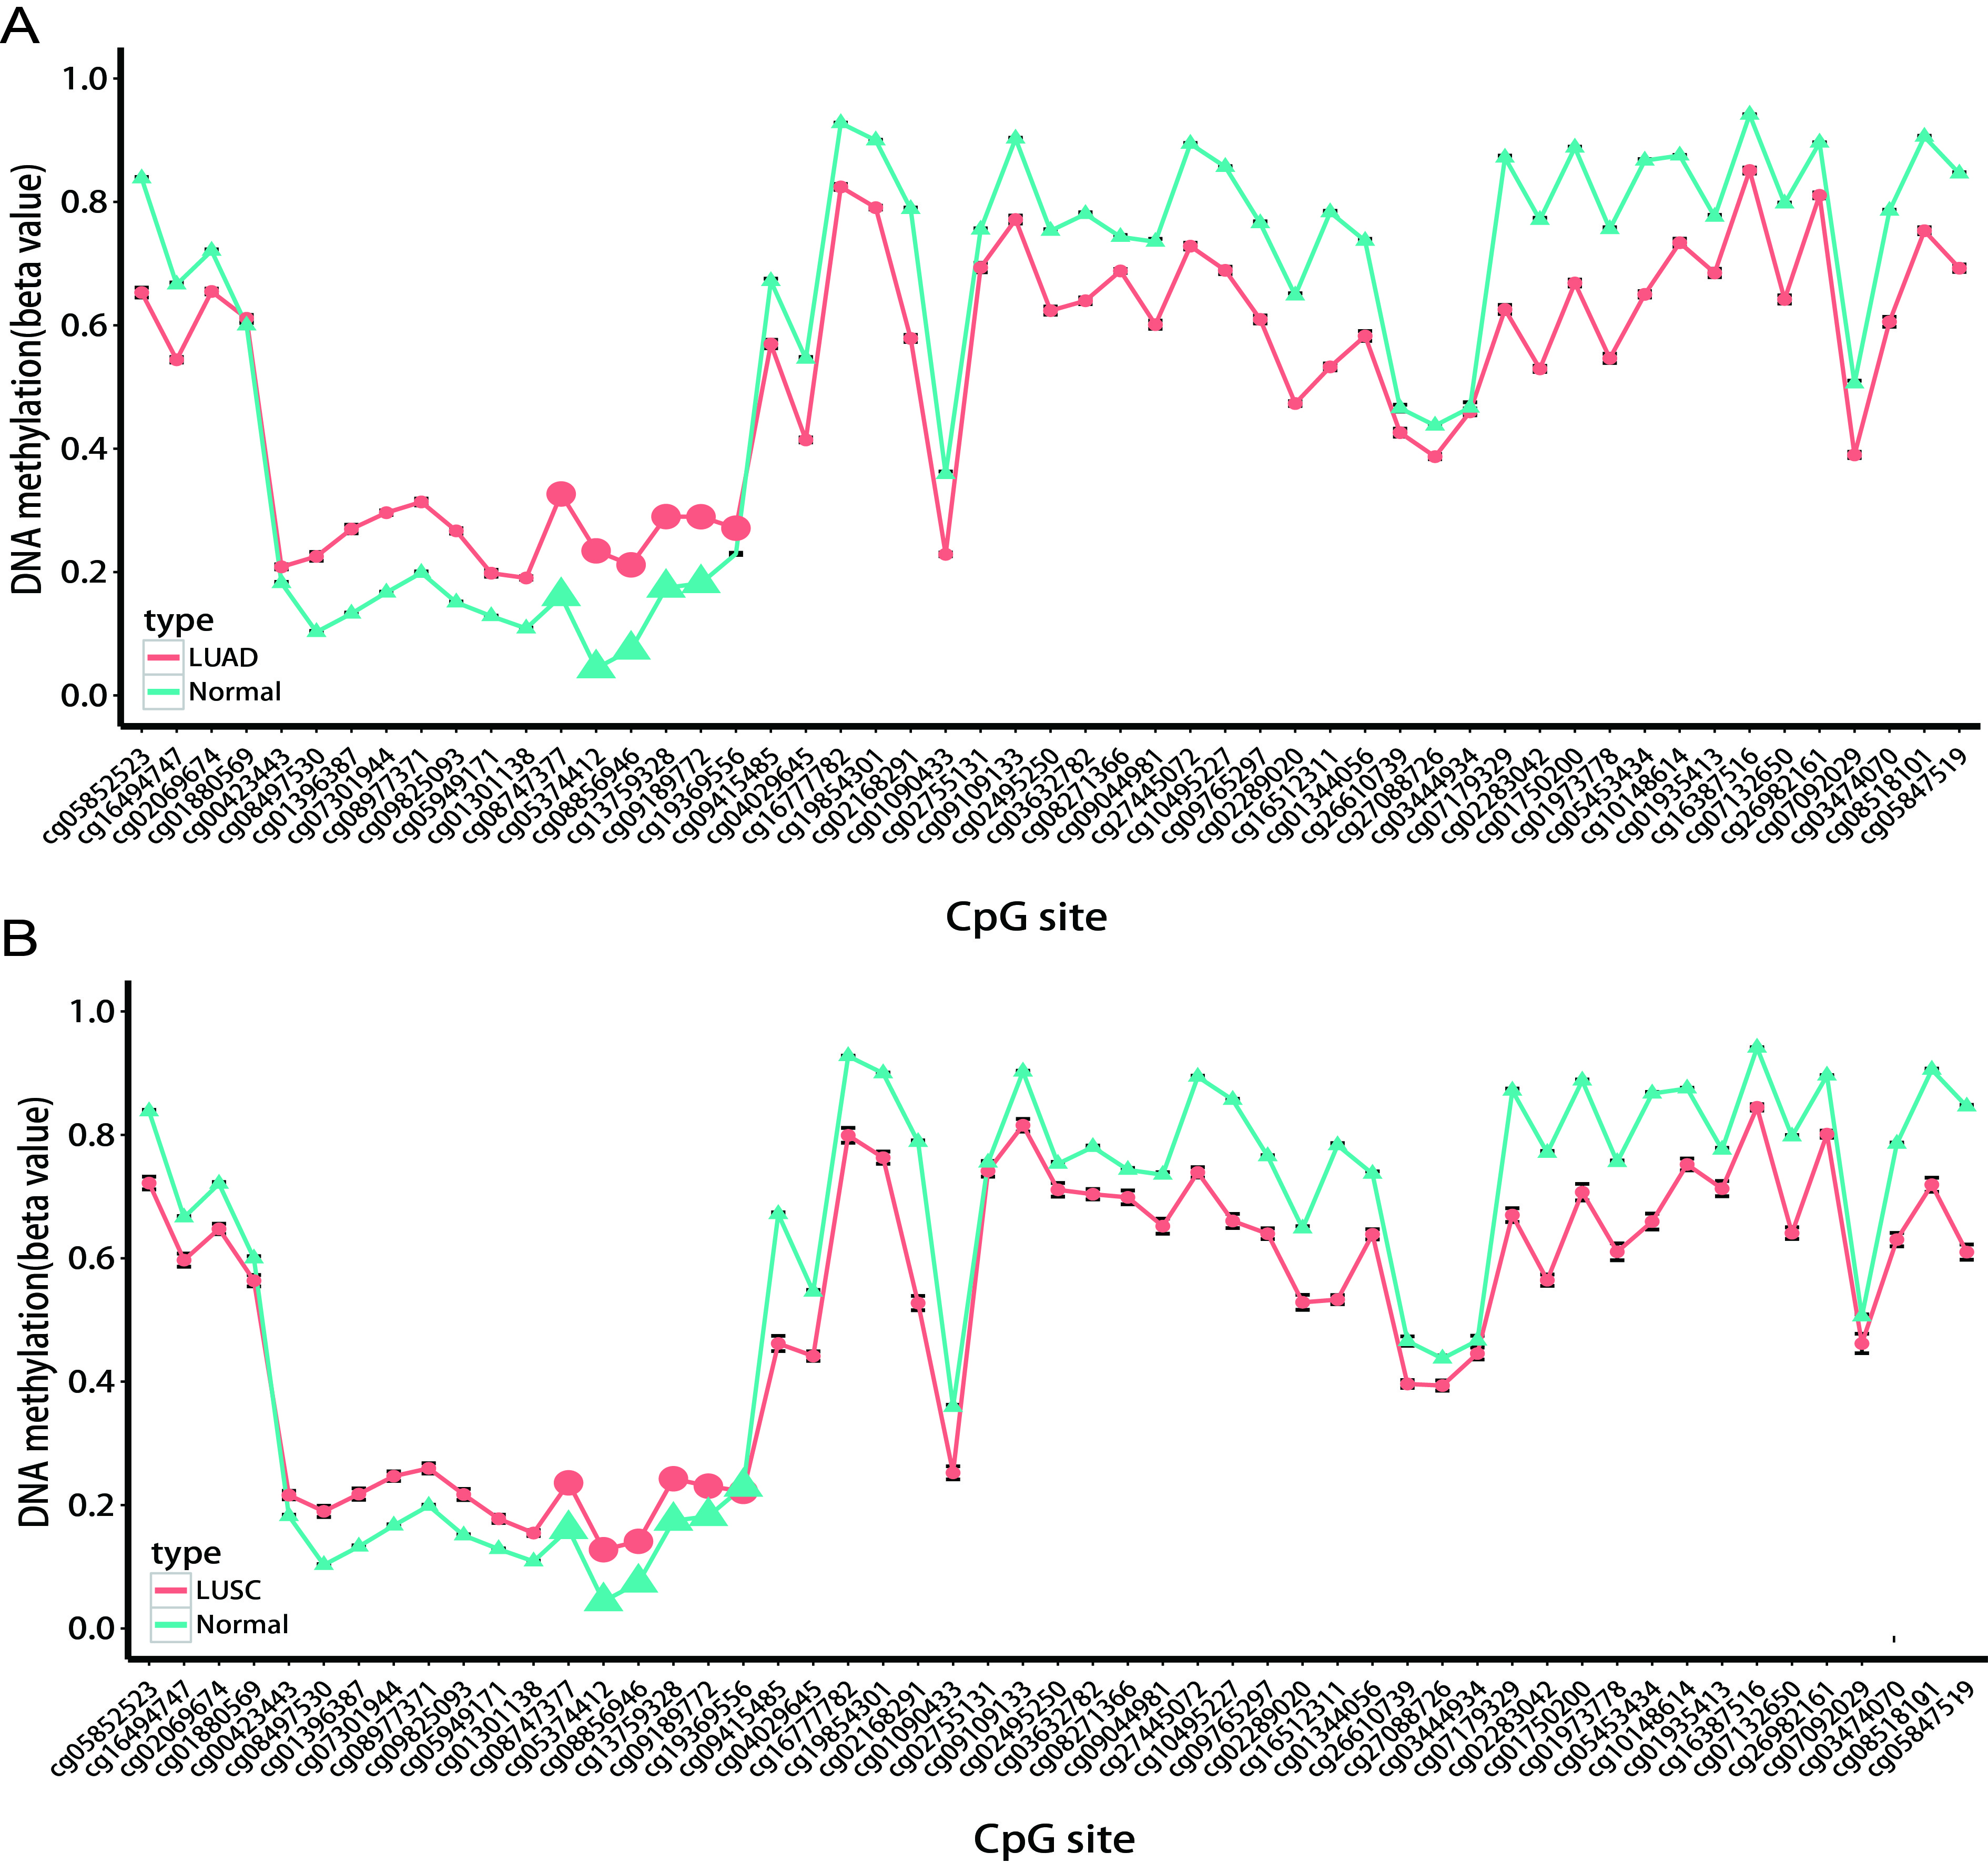 A
1.0
0.8
0.6
0.4
0.2
0.0
DNA methylation(beta value)
type
LUAD
Normal
cg05852523
cg16494747
cg02069674
cg01880569
cg00423443
cg08497530
cg01396387
cg07301944
cg08977371
cg09825093
cg05949171
cg01301138
cg08747377
cg05374412
cg08856946
cg13759328
cg09189772
cg19369556
cg09415485
cg04029645
cg16777782
cg19854301
cg02168291
cg01090433
cg02755131
cg09109133
cg02495250
cg03632782
cg08271366
cg09044981
cg27445072
cg10495227
cg09765297
cg02289020
cg16512311
cg01344056
cg26610739
cg27088726
cg03444934
cg07179329
cg02283042
cg01750200
cg01973778
cg05453434
cg10148614
cg01935413
cg16387516
cg07132650
cg26982161
cg07092029
cg03474070
cg08518101
cg05847519
CpG site
B
1.0
0.8
0.6
0.4
0.2
0.0
DNA methylation(beta value)
type
LUSC
Normal
cg05852523
cg16494747
cg02069674
cg01880569
cg00423443
cg08497530
cg01396387
cg07301944
cg08977371
cg09825093
cg05949171
cg01301138
cg08747377
cg05374412
cg08856946
cg13759328
cg09189772
cg19369556
cg09415485
cg04029645
cg16777782
cg19854301
cg02168291
cg01090433
cg02755131
cg09109133
cg02495250
cg03632782
cg08271366
cg09044981
cg27445072
cg10495227
cg09765297
cg02289020
cg16512311
cg01344056
cg26610739
cg27088726
cg03444934
cg07179329
cg02283042
cg01750200
cg01973778
cg05453434
cg10148614
cg01935413
cg16387516
cg07132650
cg26982161
cg07092029
cg03474070
cg08518101
cg05847519
CpG site